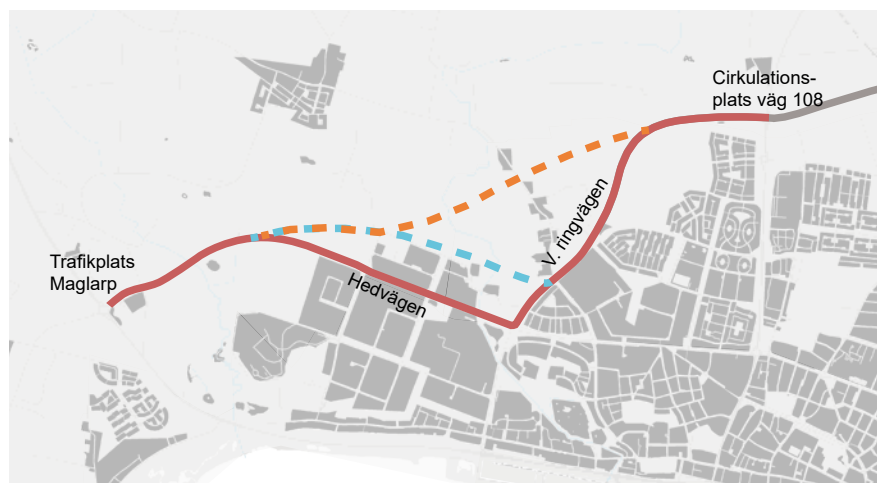 Cirkulations-
plats väg 108
V. ringvägen
Trafikplats
Maglarp
Hedvägen